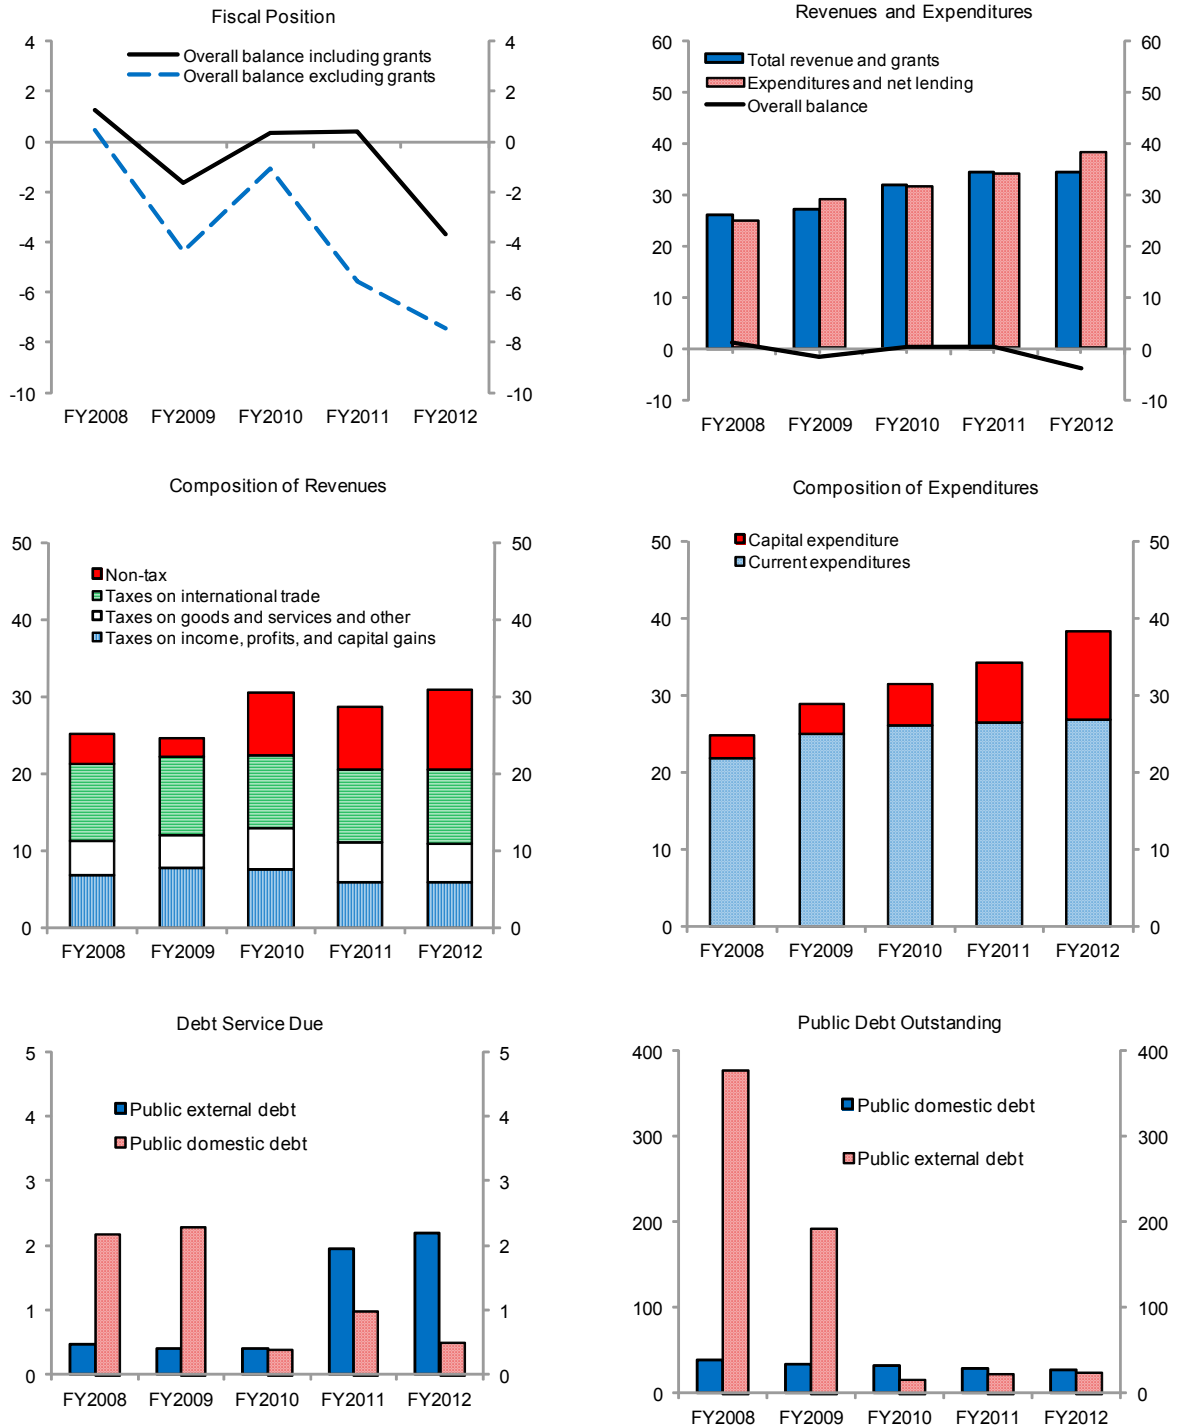 Fiscal Position
4
2
0
-2
-4
-6
-8
-10
Overall balance including grants
Overall balance excluding grants
4
2
0
-2
-4
-6
-8
-10
FY2008 FY2009 FY2010 FY2011 FY2012
Revenues and Expenditures
60
50
40
30
20
10
0
-10
Total revenue and grants
Expenditures and net lending
Overall balance
60
50
40
30
20
10
0
-10
FY2008 FY2009 FY2010 FY2011 FY2012
Composition of Revenues
50
40
30
20
10
0
Non-tax
Taxes on international trade
Taxes on goods and services and other
Taxes on income, profits, and capital gains
50
40
30
20
10
0
FY2008 FY2009 FY2010 FY2011 FY2012
Composition of Expenditures
50
40
30
20
10
0
Capital expenditure
Current expenditures
50
40
30
20
10
0
FY2008 FY2009 FY2010 FY2011 FY2012
Debt Service Due
5
4
3
2
1
0
Public external debt
Public domestic debt
5
4
3
2
1
0
FY2008 FY2009 FY2010 FY2011 FY2012
Public Debt Outstanding
400
300
200
100
0
Public domestic debt
Public external debt
400
300
200
100
0
FY2008 FY2009 FY2010 FY2011 FY2012